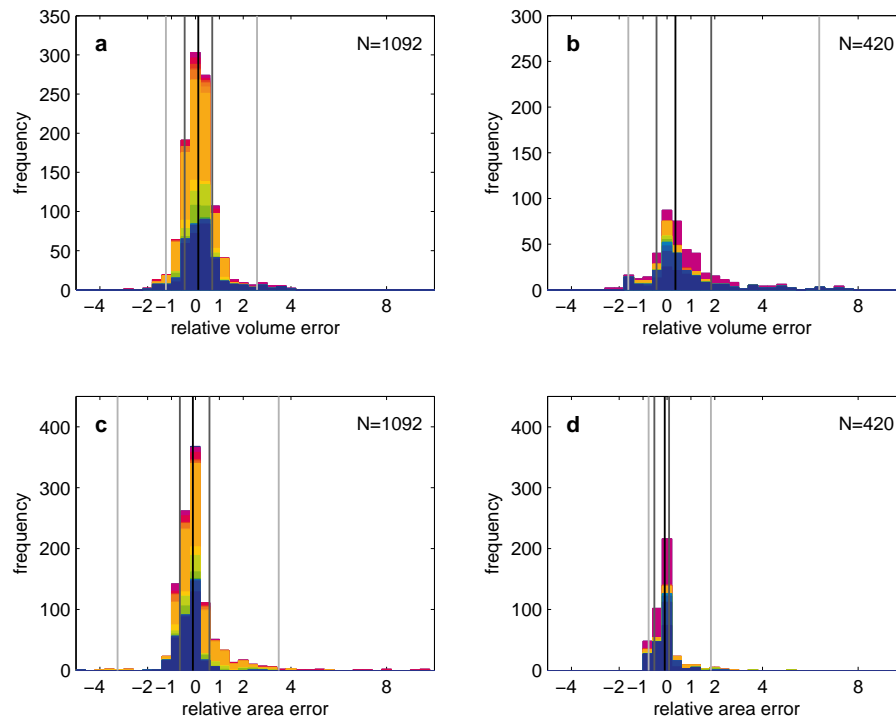 a
N=1092
frequency
350
300
250
200
150
100
50
0
−4 −2 −1 0 1 2 4 8
relative volume error
b
N=420
frequency
300
250
200
150
100
50
0
−4 −2 −1 0 1 2 4 8
relative volume error
c
N=1092
frequency
400
300
200
100
0
−4 −2 −1 0 1 2 4 8
relative area error
d
N=420
frequency
400
300
200
100
0
−4 −2 −1 0 1 2 4 8
relative area error